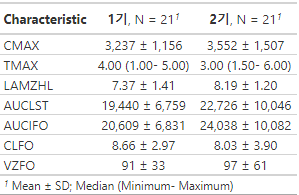 Characteristic 1기, N = 21¹ 2기, N = 21¹
CMAX 3,237 ± 1,156 3,552 ± 1,507
TMAX 4.00 (1.00- 5.00) 3.00 (1.50- 6.00)
LAMZHL 7.37 ± 1.41 8.19 ± 1.20
AUCLST 19,440 ± 6,759 22,726 ± 10,046
AUCIFO 20,609 ± 6,831 24,038 ± 10,082
CLFO 8.66 ± 2.97 8.03 ± 3.90
VZFO 91 ± 33 97 ± 61
¹ Mean ± SD; Median (Minimum- Maximum)